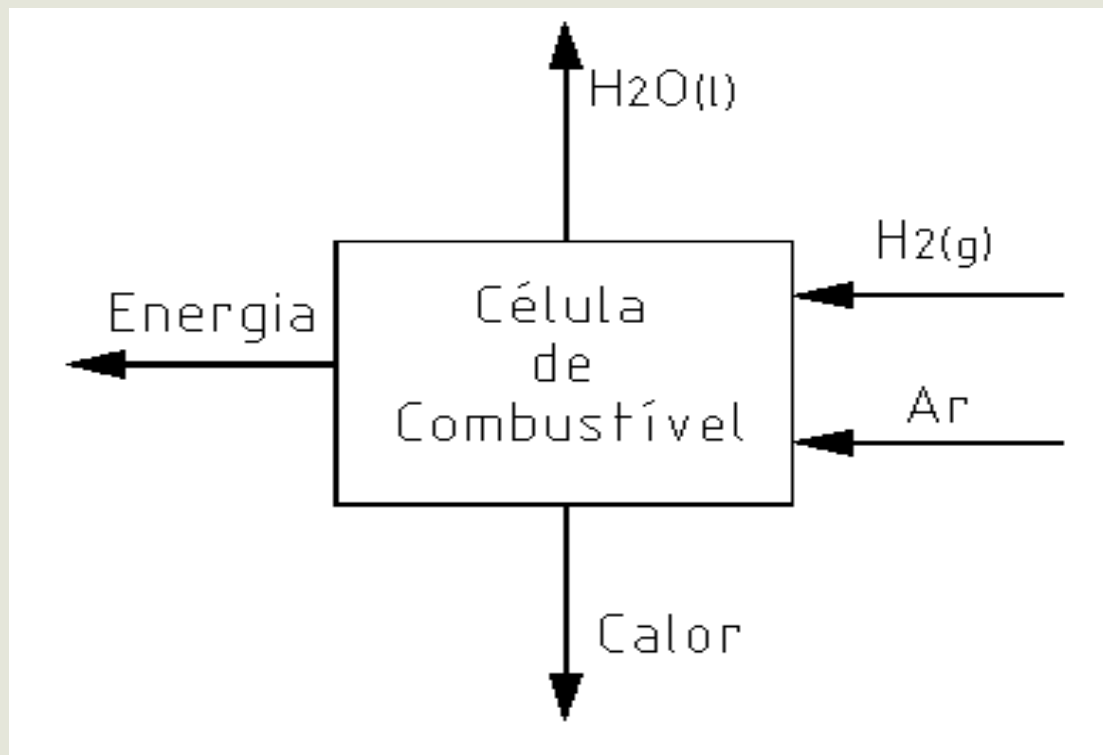 H2O(l)
H2(g)
Energia
Célula
de
Combustível
Ar
Calor